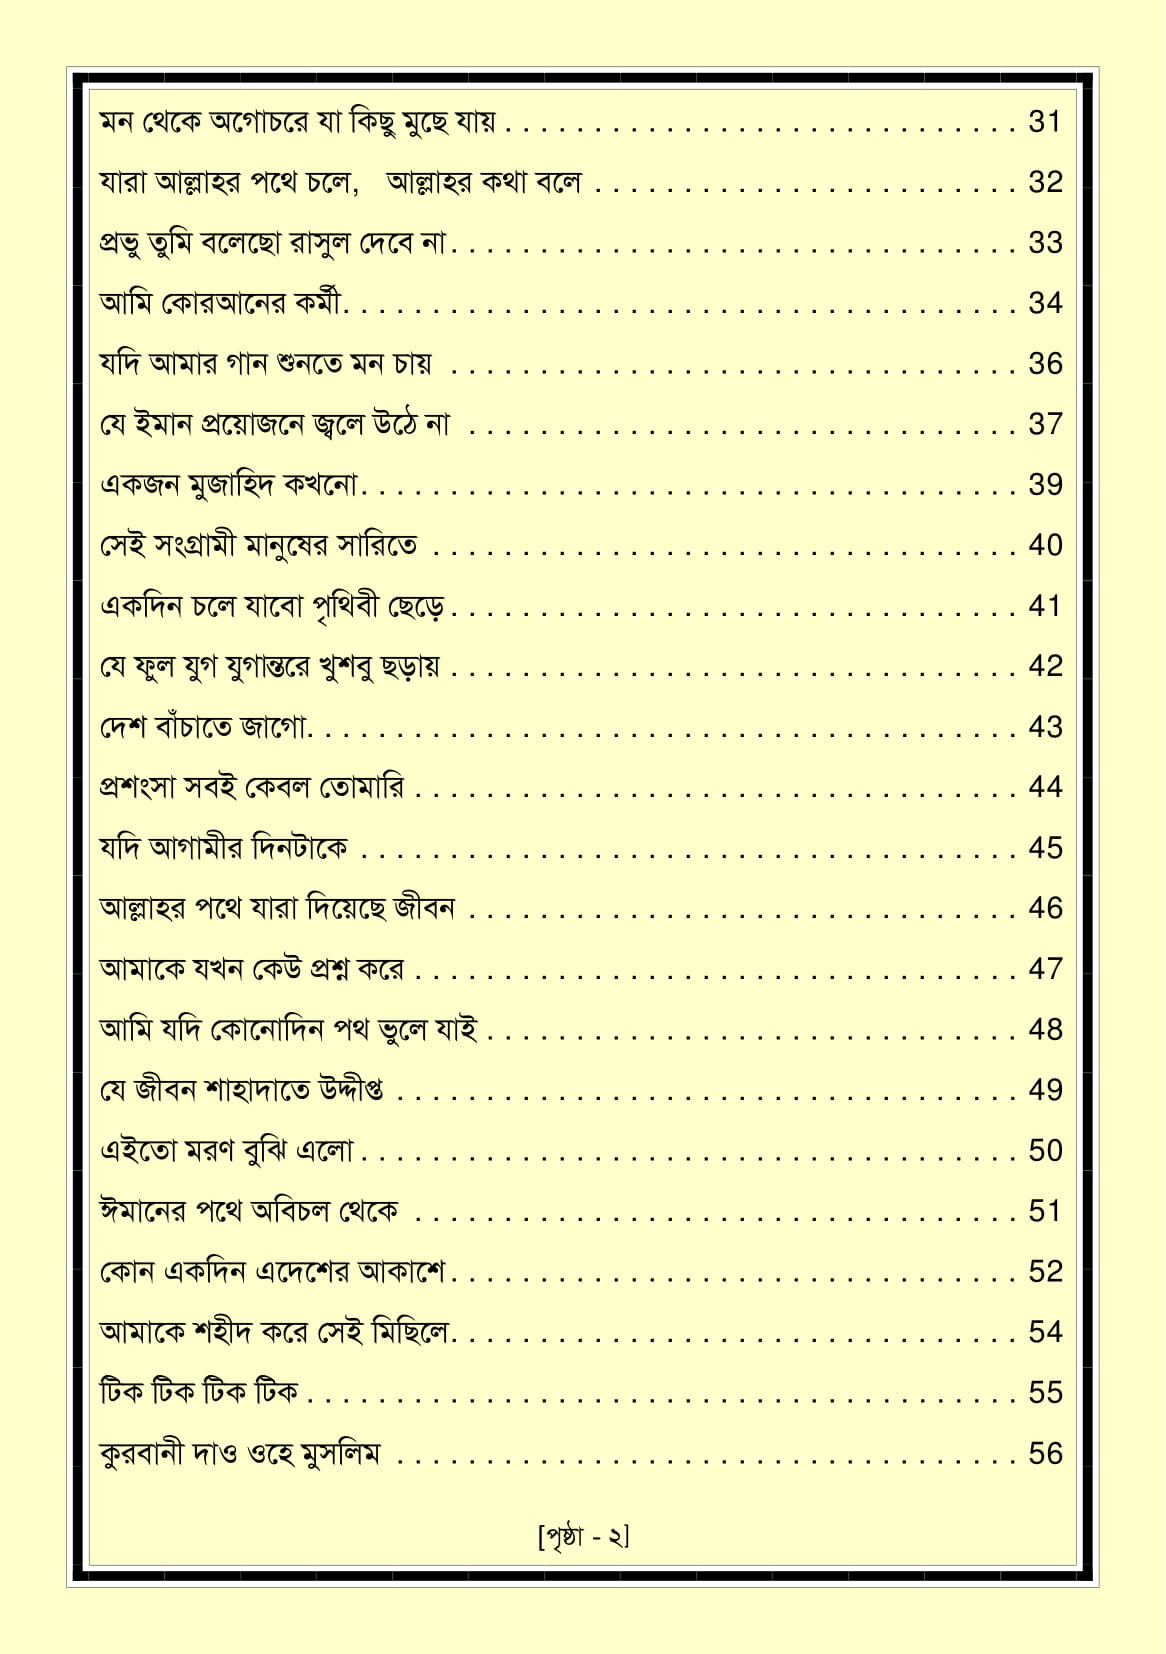 মন থেকে অগোচরে যা কিছু মুছে যায় . . . . . . . . . . . . . . . . . . . . . . . . . . . . . 31
যারা আল্লাহর পথে চলে, আল্লাহর কথা বলে . . . . . . . . . . . . . . . . . . . . . . . . 32
প্রভু তুমি বলেছো রাসুল দেবে না. . . . . . . . . . . . . . . . . . . . . . . . . . . . . . . . 33
আমি কোরআনের কর্মী. . . . . . . . . . . . . . . . . . . . . . . . . . . . . . . . . . . . . . 34
যদি আমার গান শুনতে মন চায় . . . . . . . . . . . . . . . . . . . . . . . . . . . . . . . . 36
যে ইমান প্রয়োজনে জ্বলে উঠে না . . . . . . . . . . . . . . . . . . . . . . . . . . . . . . . 37
একজন মুজাহিদ কখনো. . . . . . . . . . . . . . . . . . . . . . . . . . . . . . . . . . . . . 39
সেই সংগ্রামী মানুষের সারিতে . . . . . . . . . . . . . . . . . . . . . . . . . . . . . . . . . 40
একদিন চলে যাবো পৃথিবী ছেড়ে. . . . . . . . . . . . . . . . . . . . . . . . . . . . . . . . 41
যে ফুল যুগ যুগান্তরে খুশবু ছড়ায় . . . . . . . . . . . . . . . . . . . . . . . . . . . . . . . . 42
দেশ বাঁচাতে জাগো. . . . . . . . . . . . . . . . . . . . . . . . . . . . . . . . . . . . . . . . 43
প্রশংসা সবই কেবল তোমারি . . . . . . . . . . . . . . . . . . . . . . . . . . . . . . . . . . 44
যদি আগামীর দিনটাকে . . . . . . . . . . . . . . . . . . . . . . . . . . . . . . . . . . . . . 45
আল্লাহর পথে যারা দিয়েছে জীবন . . . . . . . . . . . . . . . . . . . . . . . . . . . . . . . 46
আমাকে যখন কেউ প্রশ্ন করে . . . . . . . . . . . . . . . . . . . . . . . . . . . . . . . . . . 47
আমি যদি কোনোদিন পথ ভুলে যাই . . . . . . . . . . . . . . . . . . . . . . . . . . . . . . 48
যে জীবন শাহাদাতে উদ্দীপ্ত . . . . . . . . . . . . . . . . . . . . . . . . . . . . . . . . . . . 49
এইতো মরণ বুঝি এলো . . . . . . . . . . . . . . . . . . . . . . . . . . . . . . . . . . . . . 50
ঈমানের পথে অবিচল থেকে . . . . . . . . . . . . . . . . . . . . . . . . . . . . . . . . . . 51
কোন একদিন এদেশের আকাশে. . . . . . . . . . . . . . . . . . . . . . . . . . . . . . . . 52
আমাকে শহীদ করে সেই মিছিলে. . . . . . . . . . . . . . . . . . . . . . . . . . . . . . . . 54
টিক টিক টিক টিক . . . . . . . . . . . . . . . . . . . . . . . . . . . . . . . . . . . . . . . . 55
কুরবানী দাও ওহে মুসলিম . . . . . . . . . . . . . . . . . . . . . . . . . . . . . . . . . . . 56
[পৃষ্ঠা - ২]